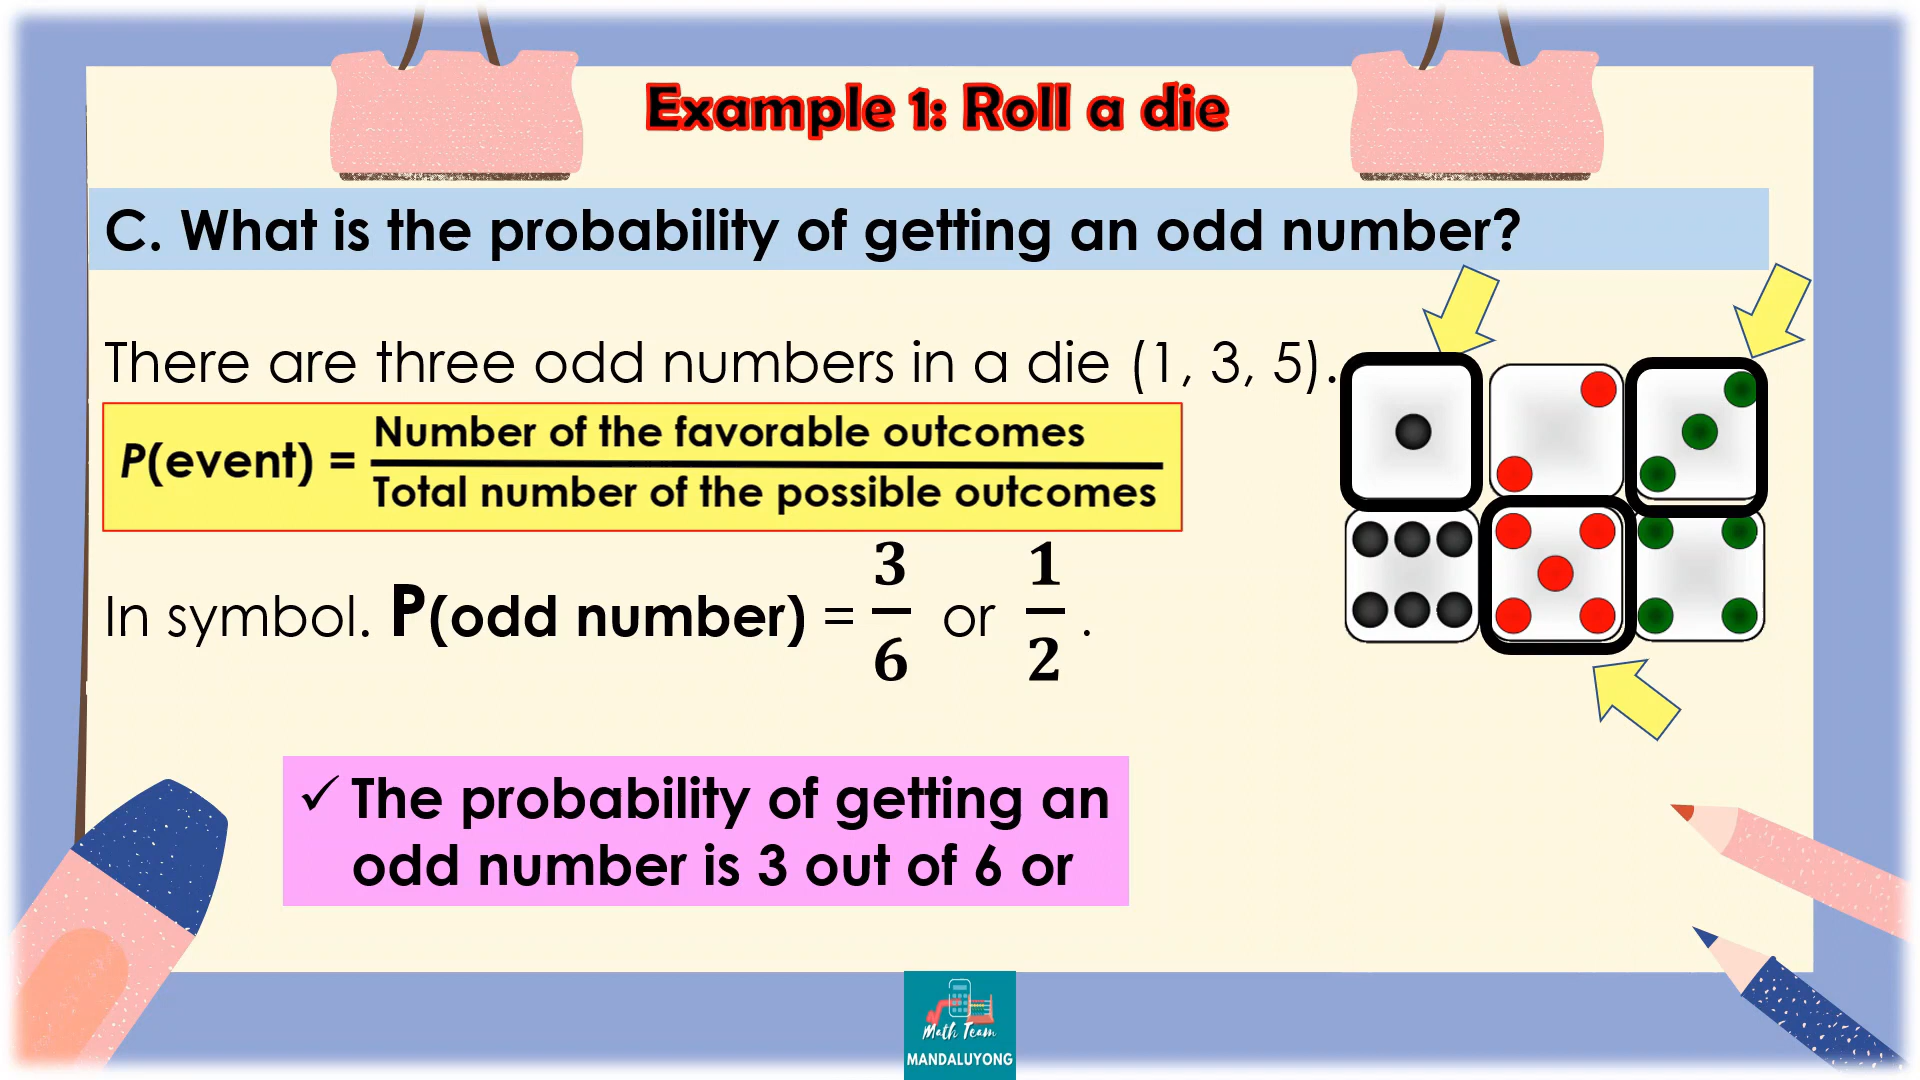 Example 1: Roll a die
C. What is the probability of getting an odd number?
There are three odd numbers in a die (1, 3, 5).
P(event) = Number of the favorable outcomes
Total number of the possible outcomes
In symbol. P(odd number) = 3/6 or 1/2 .
✓ The probability of getting an
odd number is 3 out of 6 or
Math Team
MANDALUYONG